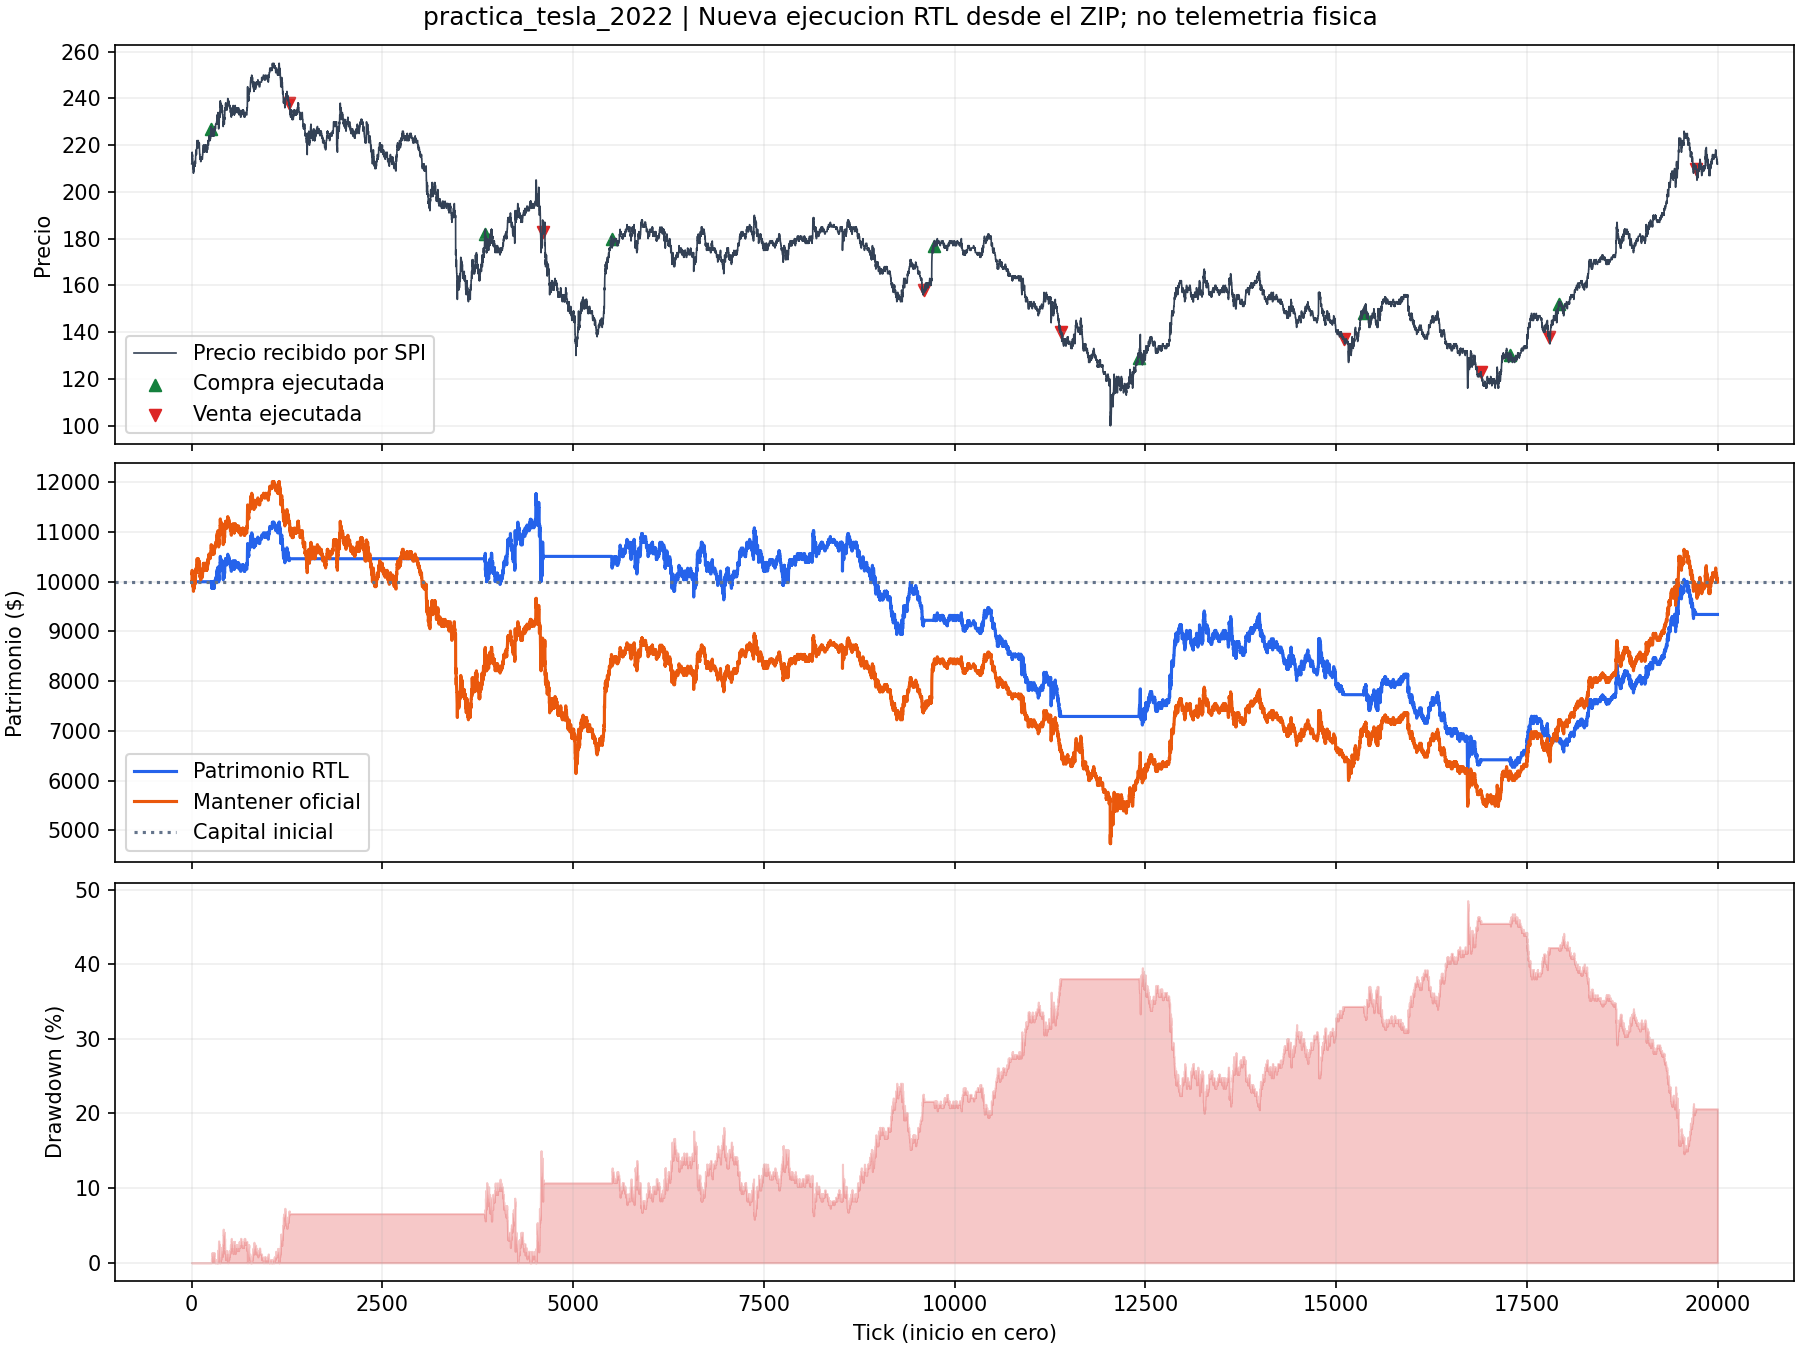 practica_tesla_2022 | Nueva ejecucion RTL desde el ZIP; no telemetria fisica
260
240
220
200
180
160
140
120
100
Precio
Precio recibido por SPI
Compra ejecutada
Venta ejecutada
12000
11000
10000
9000
8000
7000
6000
5000
Patrimonio ($)
Patrimonio RTL
Mantener oficial
Capital inicial
50
40
30
20
10
0
Drawdown (%)
0 2500 5000 7500 10000 12500 15000 17500 20000
Tick (inicio en cero)